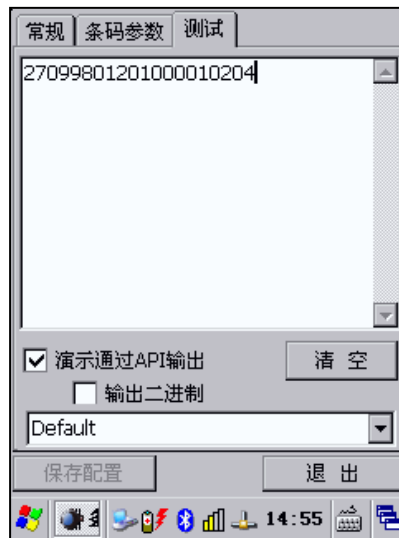 常规 条码参数 测试
27099801201000010204
演示通过API输出 清 空
输出二进制
Default
保存配置 退 出
14:55